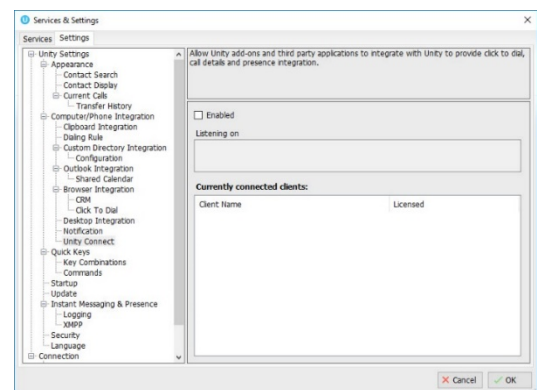 Services & Settings
Services Settings
Unity Settings
Appearance
Contact Search
Contact Display
Current Calls
Transfer History
Computer/Phone Integration
Clipboard Integration
Dialing Rule
Custom Directory Integration
Configuration
Outlook Integration
Shared Calendar
Browser Integration
CRM
Click To Dial
Desktop Integration
Notification
Unity Connect
Quick Keys
Key Combinations
Commands
Startup
Update
Instant Messaging & Presence
Logging
XMPP
Security
Language
Connection
Allow Unity add-ons and third party applications to integrate with Unity to provide click to dial,
call details and presence integration.
Enabled
Listening on
Currently connected clients:
Client Name Licensed
Cancel OK